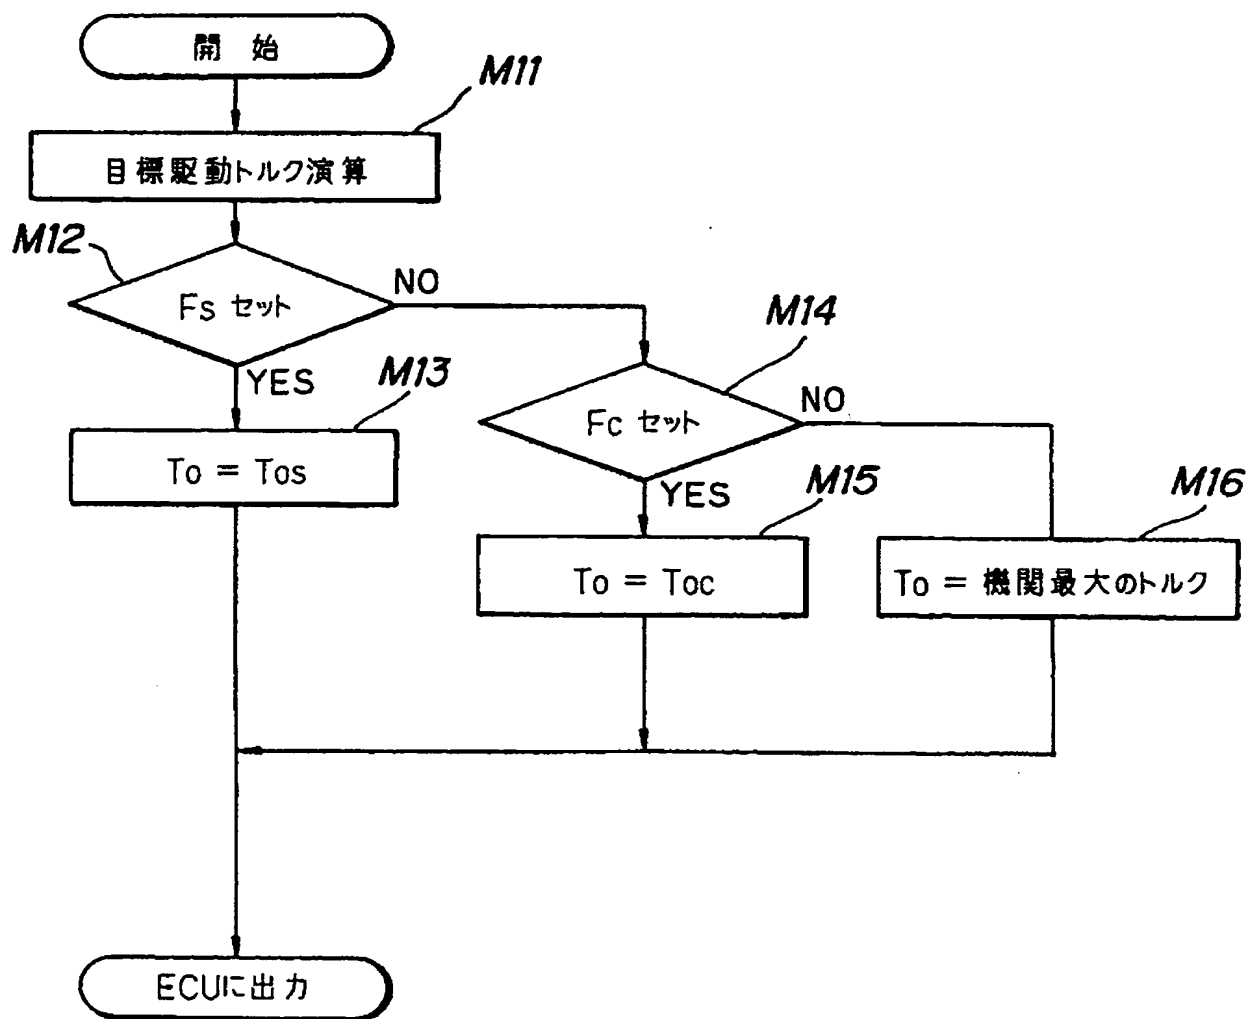 開始
M11
目標駆動トルク演算
M12
Fs セット
NO
YES
M13
To = Tos
M14
Fc セット
NO
YES
M15
To = Toc
M16
To = 機関最大のトルク
ECUに出力